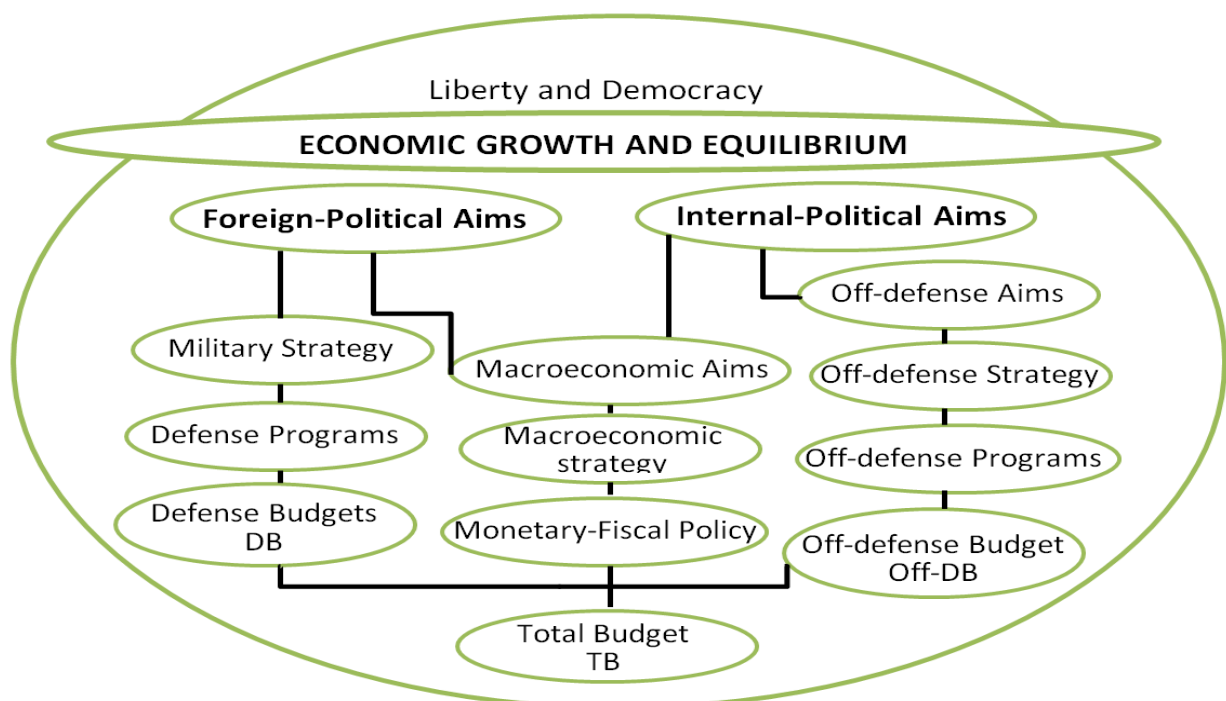 Liberty and Democracy
ECONOMIC GROWTH AND EQUILIBRIUM
Foreign-Political Aims
Internal-Political Aims
Off-defense Aims
Military Strategy
Macroeconomic Aims
Off-defense Strategy
Defense Programs
Macroeconomic
strategy
Off-defense Programs
Defense Budgets
DB
Monetary-Fiscal Policy
Off-defense Budget
Off-DB
Total Budget
TB